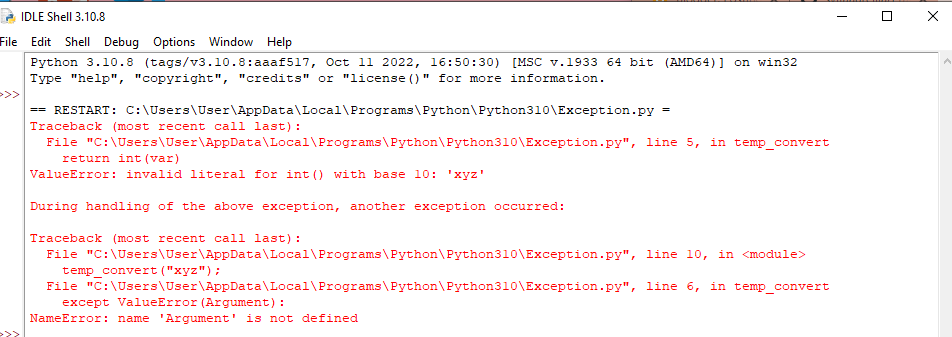 IDLE Shell 3.10.8
File Edit Shell Debug Options Window Help
Python 3.10.8 (tags/v3.10.8:aaaf517, Oct 11 2022, 16:50:30) [MSC v.1933 64 bit (AMD64)] on win32
Type "help", "copyright", "credits" or "license()" for more information.
>>>
== RESTART: C:\Users\User\AppData\Local\Programs\Python\Python310\Exception.py =
Traceback (most recent call last):
  File "C:\Users\User\AppData\Local\Programs\Python\Python310\Exception.py", line 5, in temp_convert
    return int(var)
ValueError: invalid literal for int() with base 10: 'xyz'

During handling of the above exception, another exception occurred:

Traceback (most recent call last):
  File "C:\Users\User\AppData\Local\Programs\Python\Python310\Exception.py", line 10, in <module>
    temp_convert("xyz");
  File "C:\Users\User\AppData\Local\Programs\Python\Python310\Exception.py", line 6, in temp_convert
    except ValueError(Argument):
NameError: name 'Argument' is not defined
>>>